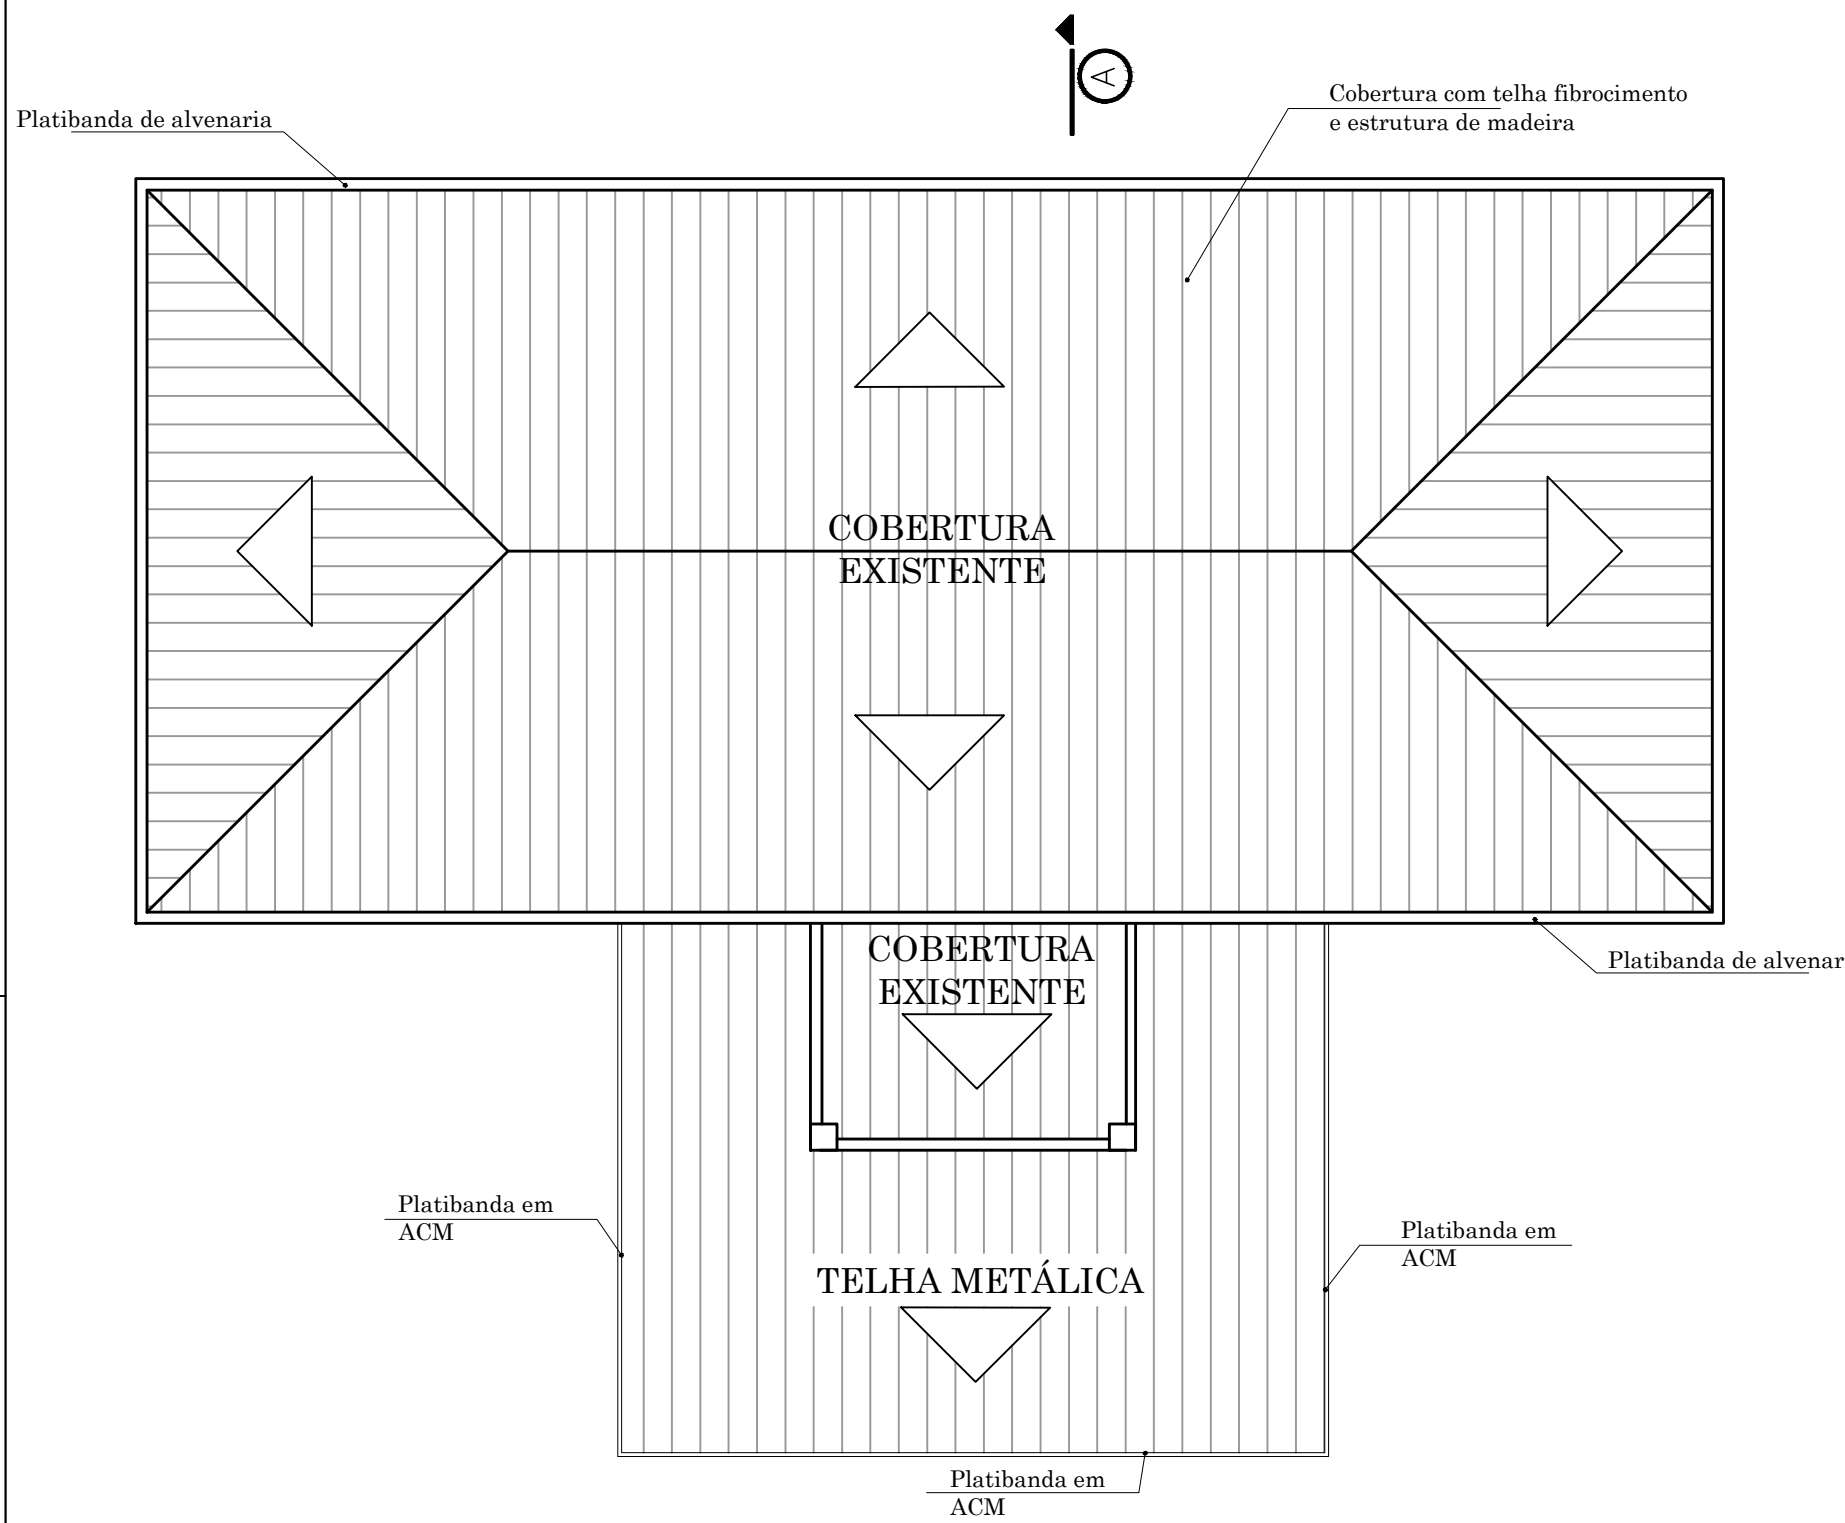 A
Cobertura com telha fibrocimento
e estrutura de madeira
Platibanda de alvenaria
COBERTURA
EXISTENTE
COBERTURA
EXISTENTE
Platibanda de alvenar
Platibanda em
ACM
Platibanda em
ACM
TELHA METÁLICA
Platibanda em
ACM